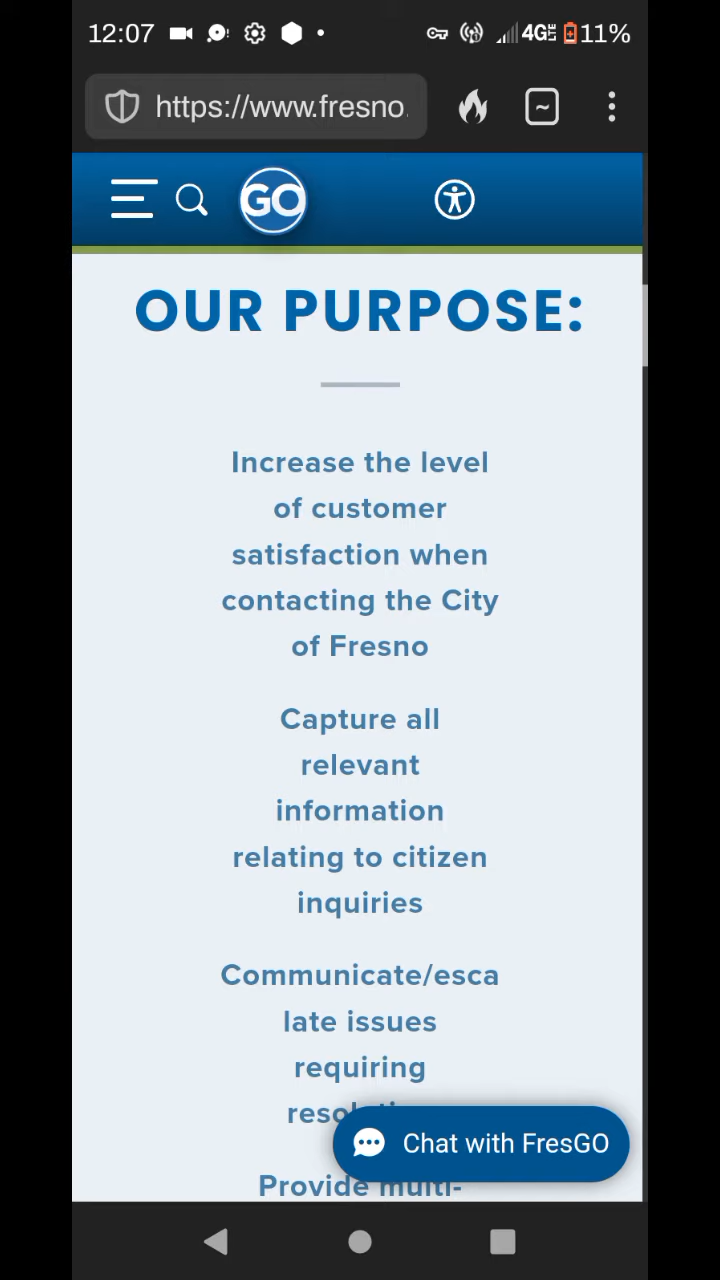 12:07
4G LTE 11%
https://www.fresno.
GO
OUR PURPOSE:
Increase the level
of customer
satisfaction when
contacting the City
of Fresno
Capture all
relevant
information
relating to citizen
inquiries
Communicate/esca
late issues
requiring
Chat with FresGO
Provide multi-